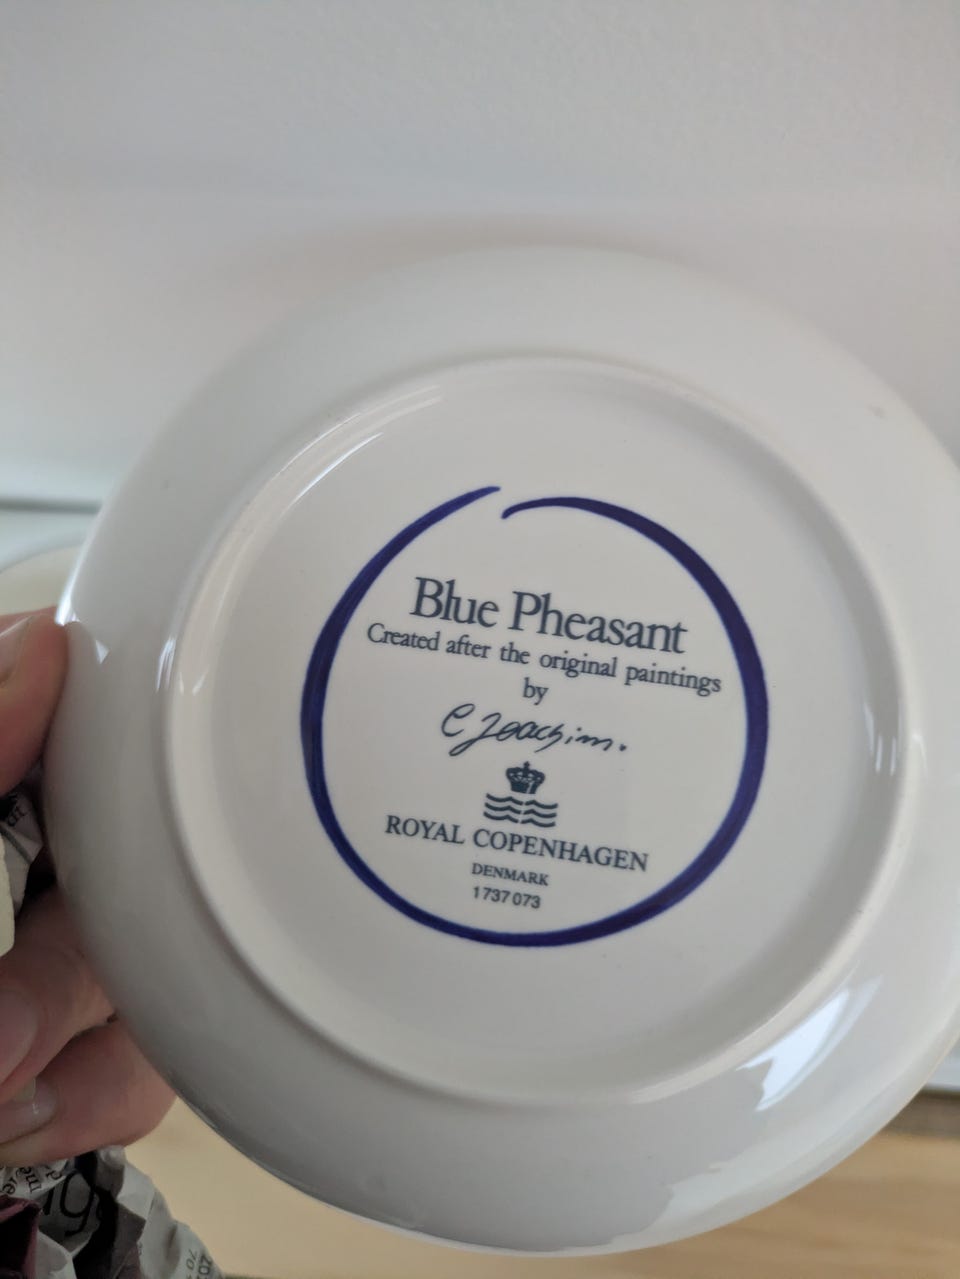 Blue Pheasant
Created after the original paintings
by
C Joachim.
ROYAL COPENHAGEN
DENMARK
1737073